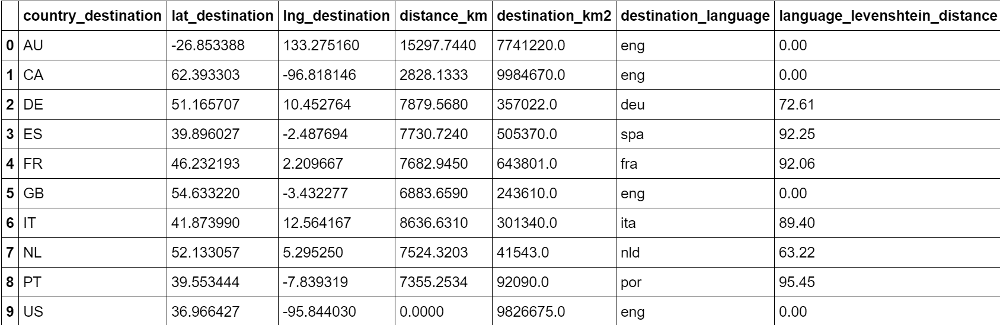 country_destination lat_destination lng_destination distance_km destination_km2 destination_language language_levenshtein_distance
0 AU -26.853388 133.275160 15297.7440 7741220.0 eng 0.00
1 CA 62.393303 -96.818146 2828.1333 9984670.0 eng 0.00
2 DE 51.165707 10.452764 7879.5680 357022.0 deu 72.61
3 ES 39.896027 -2.487694 7730.7240 505370.0 spa 92.25
4 FR 46.232193 2.209667 7682.9450 643801.0 fra 92.06
5 GB 54.633220 -3.432277 6883.6590 243610.0 eng 0.00
6 IT 41.873990 12.564167 8636.6310 301340.0 ita 89.40
7 NL 52.133057 5.295250 7524.3203 41543.0 nld 63.22
8 PT 39.553444 -7.839319 7355.2534 92090.0 por 95.45
9 US 36.966427 -95.844030 0.0000 9826675.0 eng 0.00